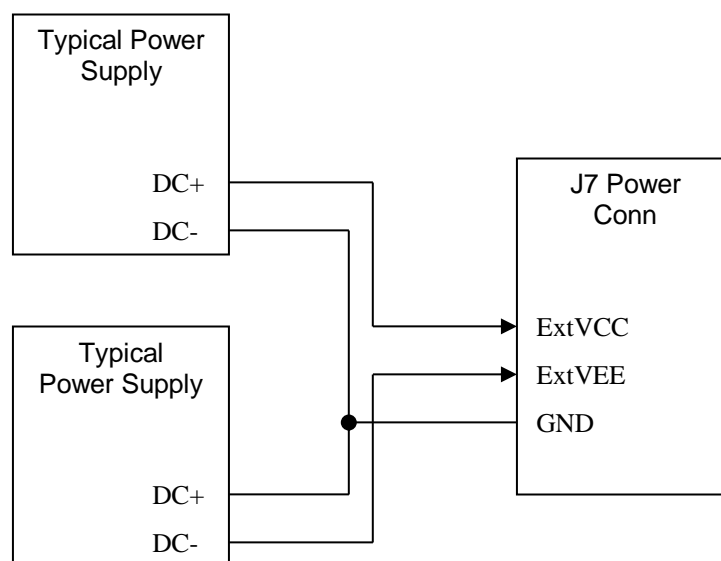 Typical Power
Supply
DC+
DC-
J7 Power
Conn
ExtVCC
ExtVEE
GND
Typical
Power Supply
DC+
DC-